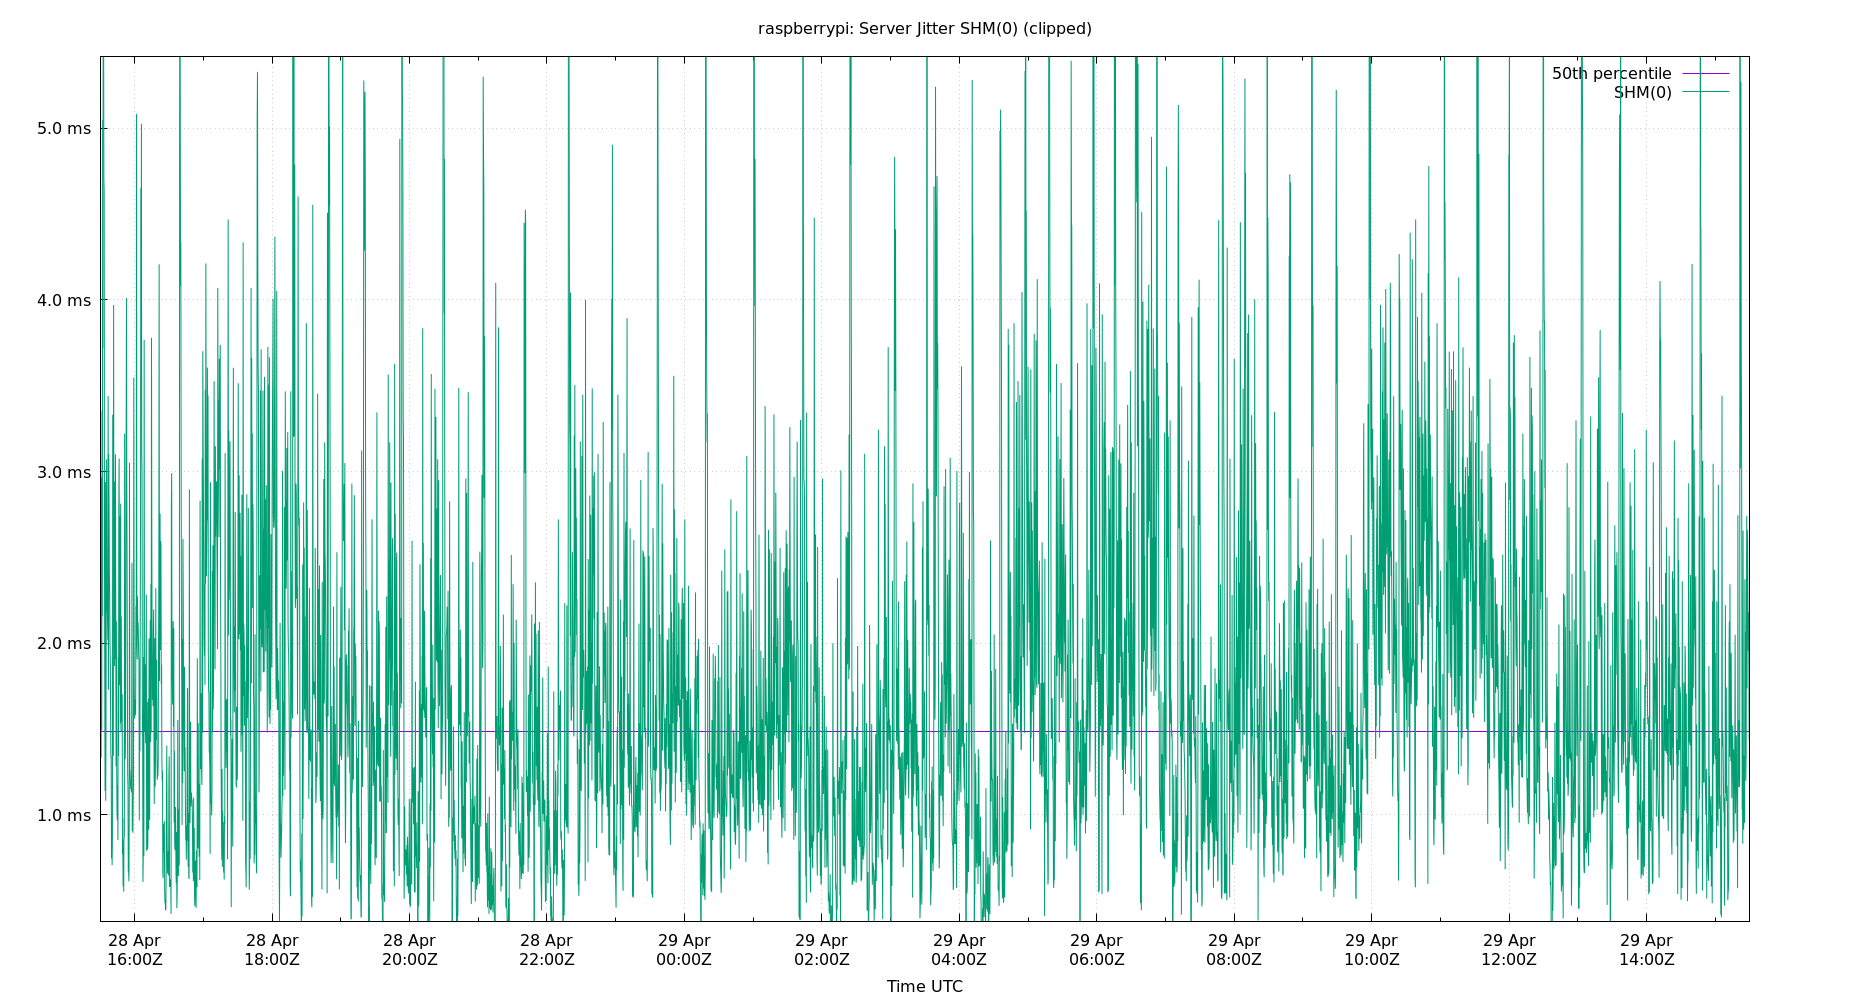 raspberrypi: Server Jitter SHM(0) (clipped)
50th percentile
SHM(0)
5.0 ms
4.0 ms
3.0 ms
2.0 ms
1.0 ms
28 Apr 28 Apr 28 Apr 28 Apr 29 Apr 29 Apr 29 Apr 29 Apr 29 Apr 29 Apr 29 Apr 29 Apr
16:00Z 18:00Z 20:00Z 22:00Z 00:00Z 02:00Z 04:00Z 06:00Z 08:00Z 10:00Z 12:00Z 14:00Z
Time UTC